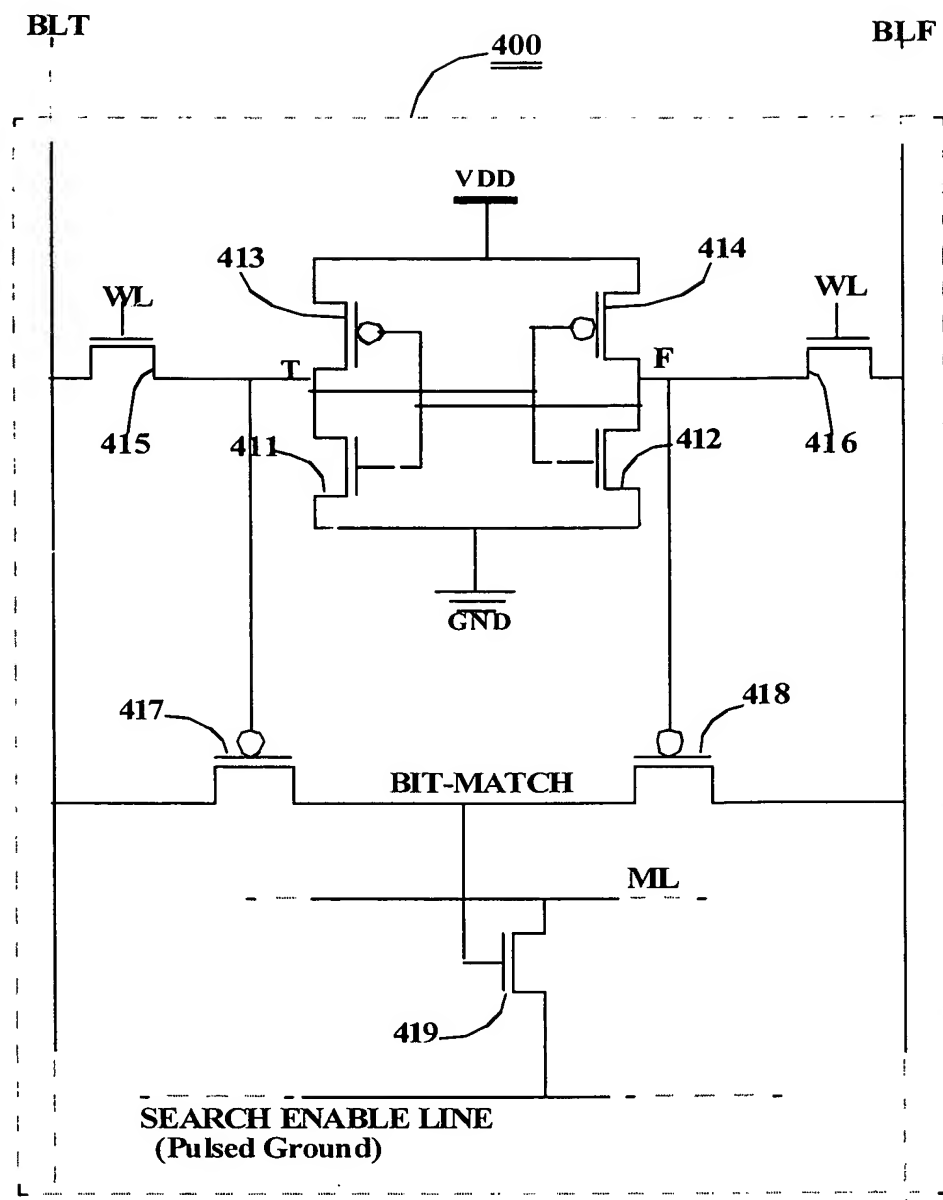 BLT
BLF
400
VDD
413
414
WL
WL
T
F
415
411
412
416
GND
417
418
BIT-MATCH
ML
419
SEARCH ENABLE LINE
(Pulsed Ground)